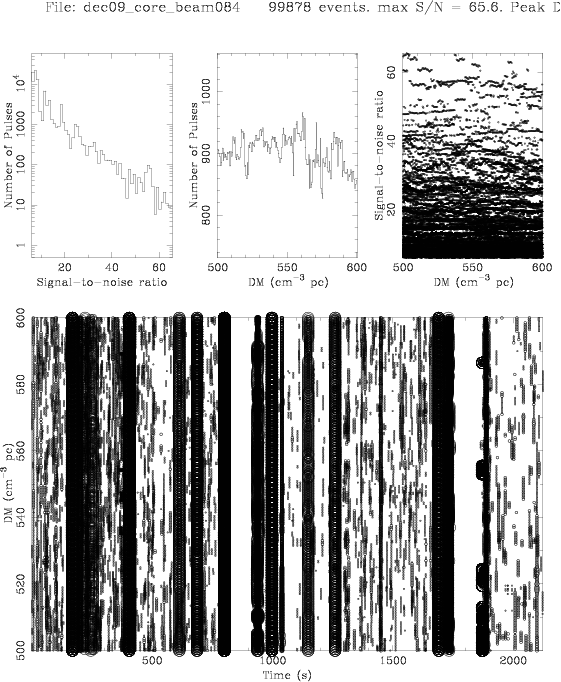 File: dec09_core_beam084 99878 events. max S/N = 65.6. Peak D
Number of Pulses
10⁴
1000
100
10
1
20 40 60
Signal-to-noise ratio
Number of Pulses
1000
900
800
500 550 600
DM (cm⁻³ pc)
Signal-to-noise ratio
60
40
20
500 550 600
DM (cm⁻³ pc)
DM (cm⁻³ pc)
600
580
560
540
520
500
500 1000 1500 2000
Time (s)